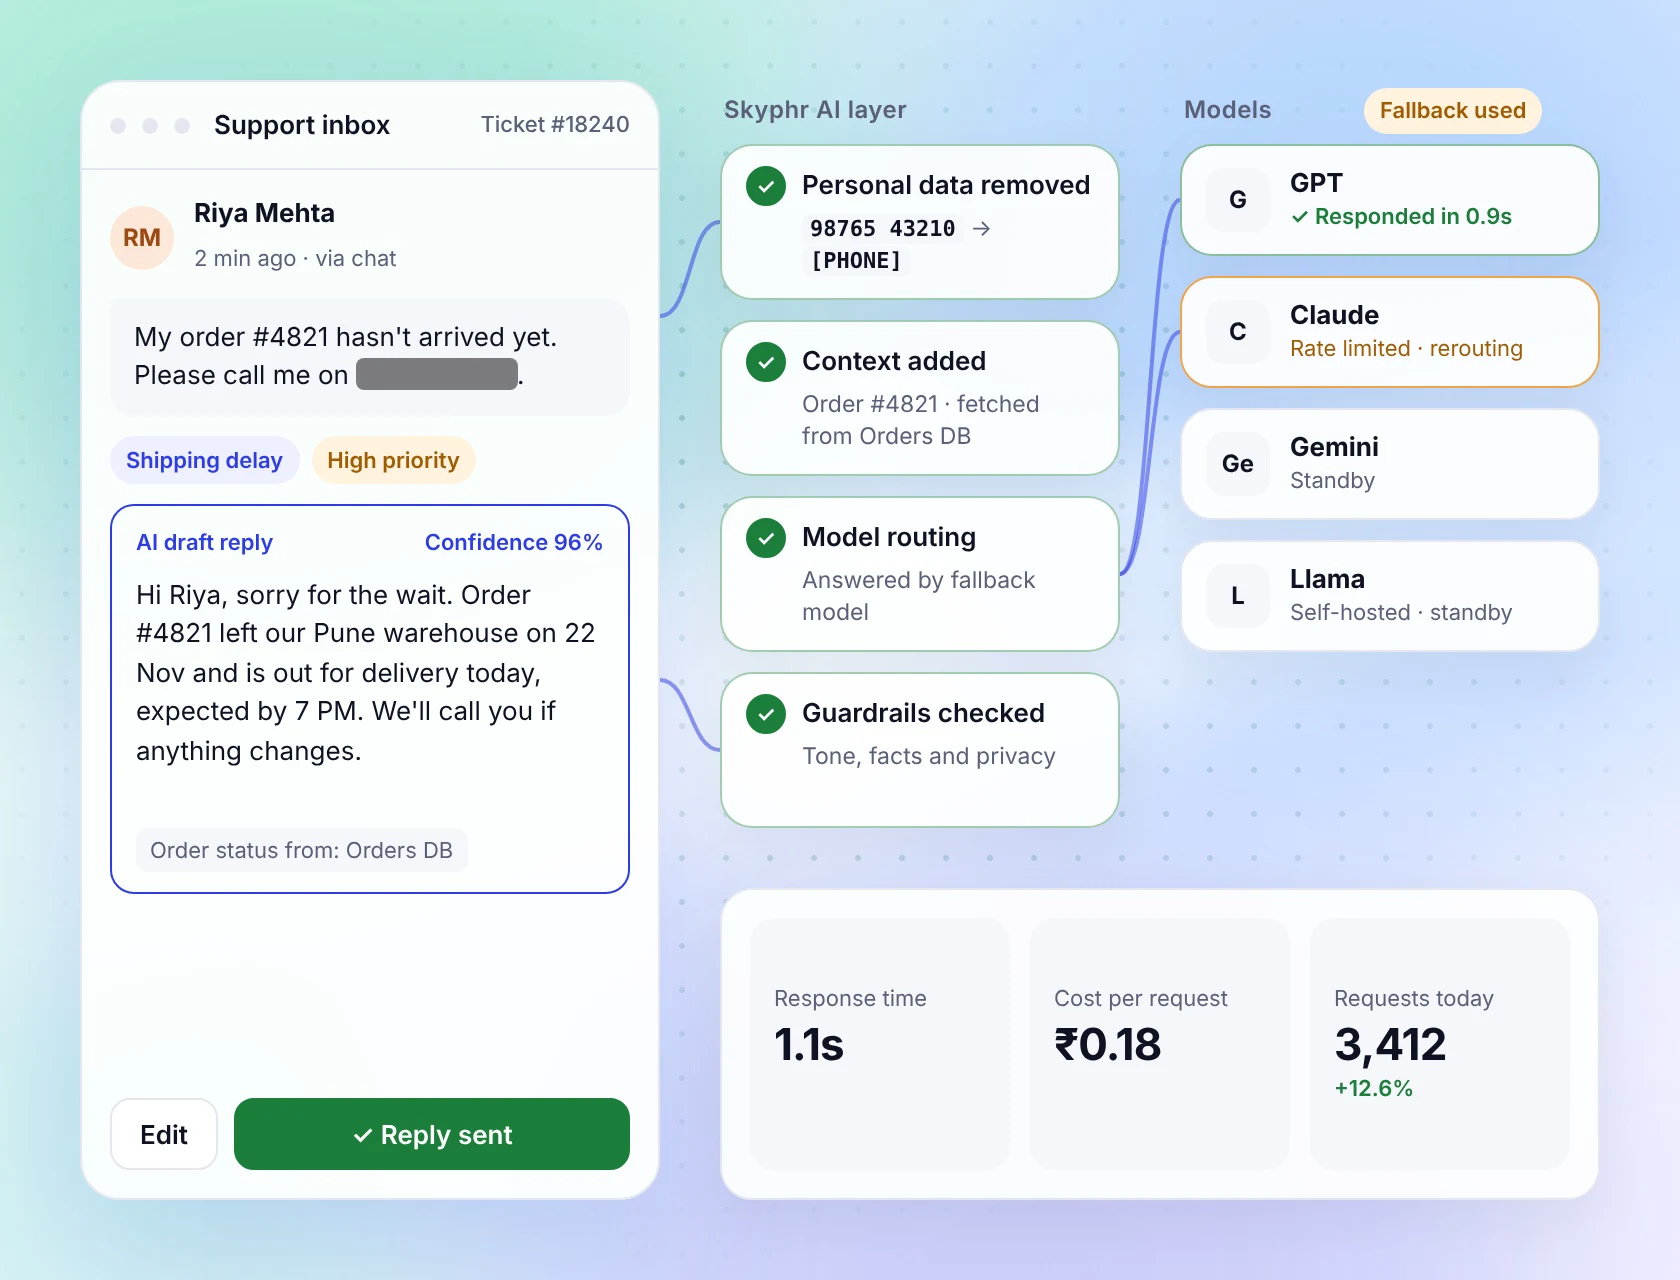 Support inbox
Ticket #18240
RM
Riya Mehta
2 min ago · via chat
My order #4821 hasn't arrived yet.
Please call me on .
Shipping delay
High priority
AI draft reply
Confidence 96%
Hi Riya, sorry for the wait. Order
#4821 left our Pune warehouse on 22
Nov and is out for delivery today,
expected by 7 PM. We'll call you if
anything changes.
Order status from: Orders DB
Edit
✓ Reply sent
Skyphr AI layer
Personal data removed
98765 43210 →
[PHONE]
Context added
Order #4821 · fetched
from Orders DB
Model routing
Answered by fallback
model
Guardrails checked
Tone, facts and privacy
Models
Fallback used
G
GPT
✓ Responded in 0.9s
C
Claude
Rate limited · rerouting
Ge
Gemini
Standby
L
Llama
Self-hosted · standby
Response time
1.1s
Cost per request
₹0.18
Requests today
3,412
+12.6%